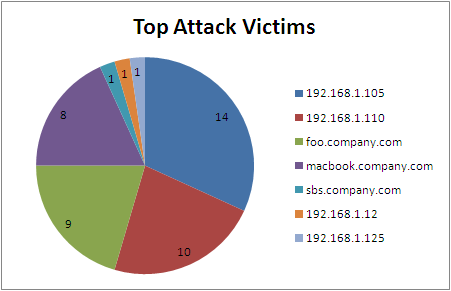 Top Attack Victims
14
10
9
8
1
1
1
192.168.1.105
192.168.1.110
foo.company.com
macbook.company.com
sbs.company.com
192.168.1.12
192.168.1.125